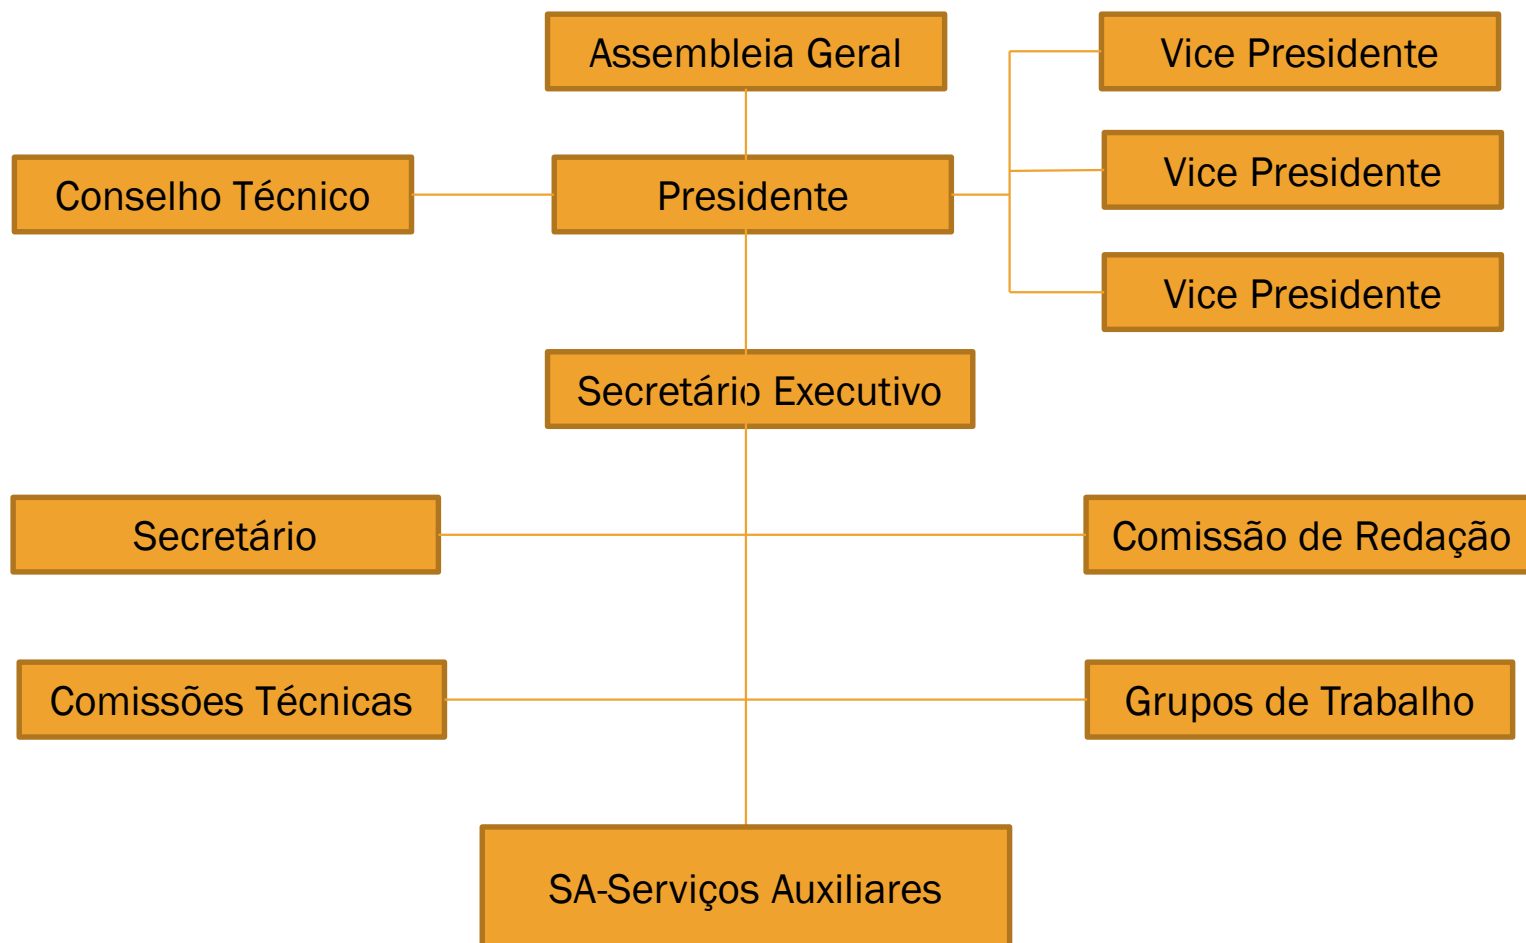 Assembleia Geral
Vice Presidente
Conselho Técnico
Presidente
Vice Presidente
Vice Presidente
Secretário Executivo
Secretário
Comissão de Redação
Comissões Técnicas
Grupos de Trabalho
SA-Serviços Auxiliares